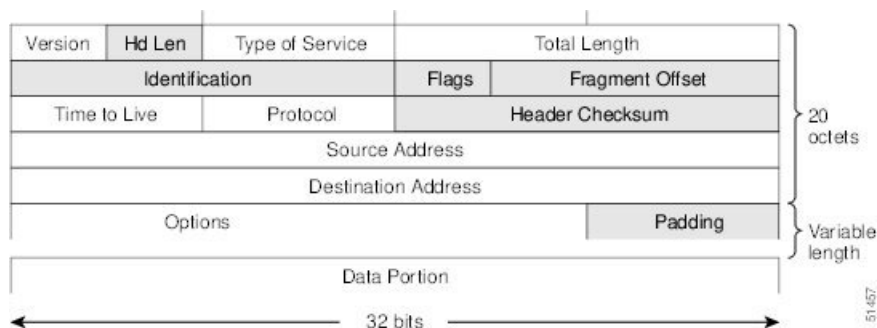 Version Hd Len Type of Service Total Length
Identification Flags Fragment Offset
Time to Live Protocol Header Checksum
20
octets
Source Address
Destination Address
Options Padding
Variable
length
Data Portion
32 bits
51457